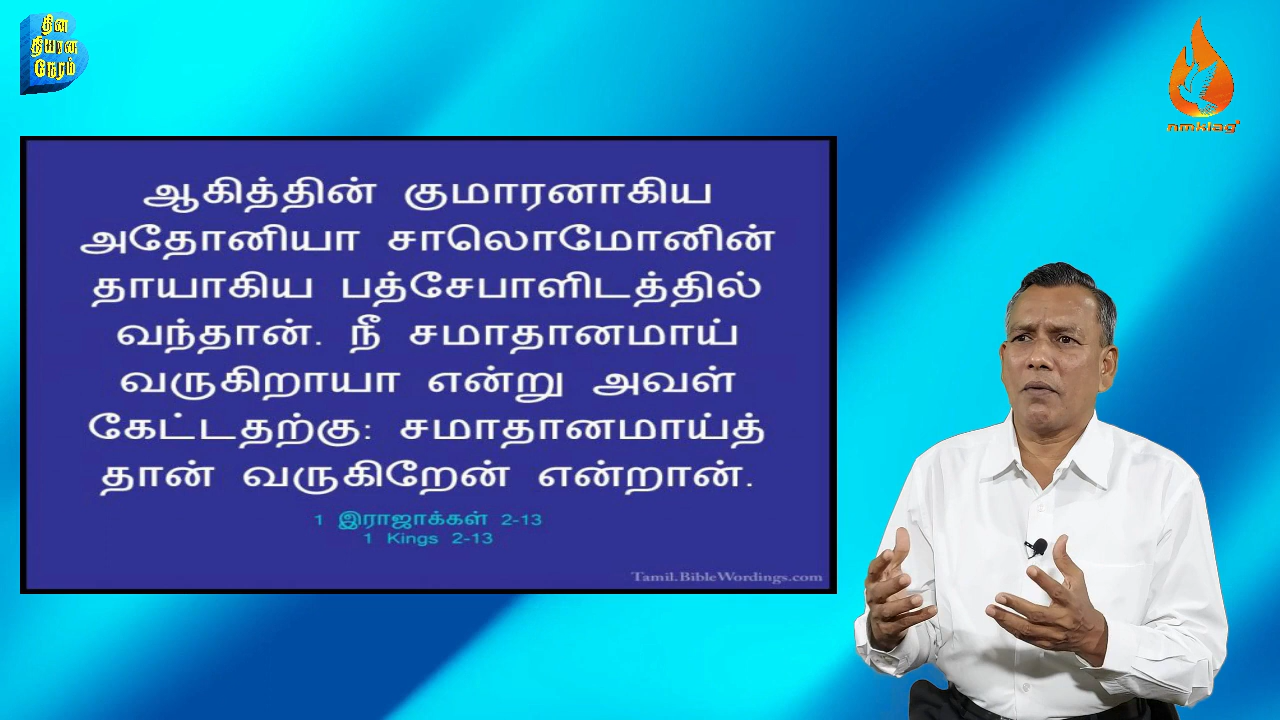 தின
தியான
நேரம்
nmklag
ஆகித்தின் குமாரனாகிய
அதோனியா சாலொமோனின்
தாயாகிய பத்சேபாளிடத்தில்
வந்தான். நீ சமாதானமாய்
வருகிறாயா என்று அவள்
கேட்டதற்கு: சமாதானமாய்த்
தான் வருகிறேன் என்றான்.
1 இராஜாக்கள் 2-13
1 Kings 2-13
Tamil.BibleWordings.com